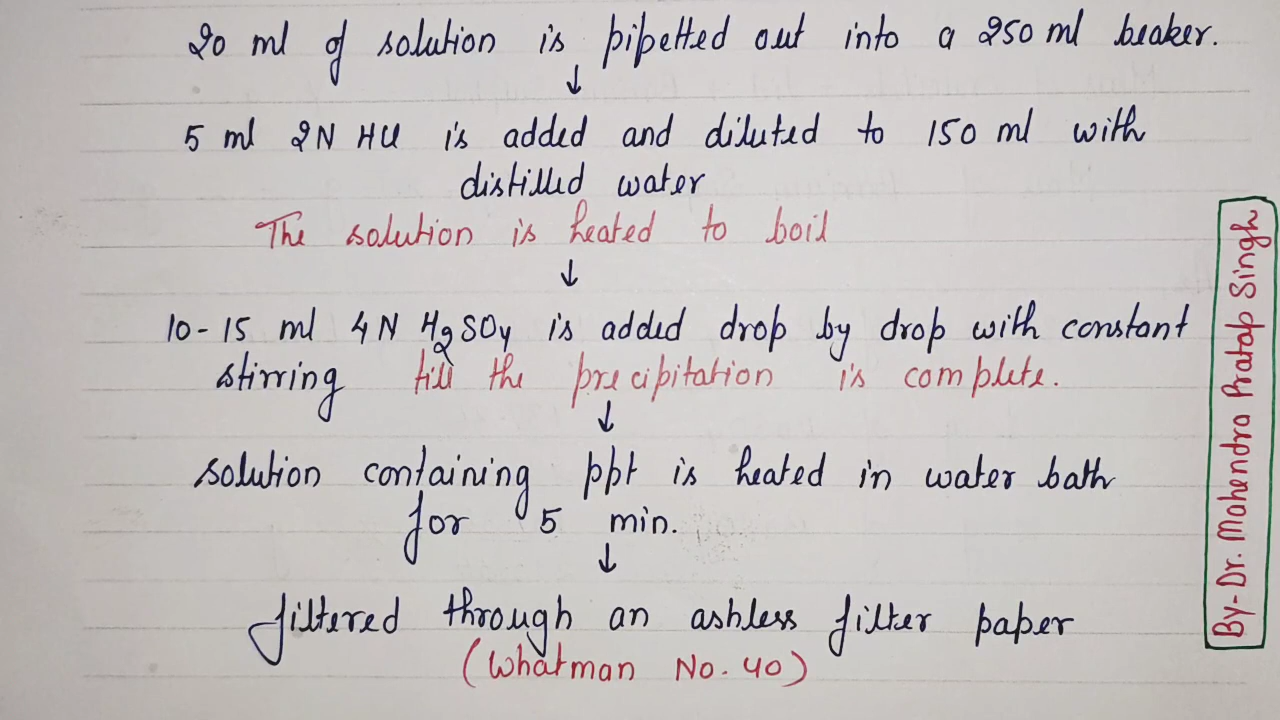 20 ml of solution is pipetted out into a 250 ml beaker.
↓
5 ml 2N HCl is added and diluted to 150 ml with
distilled water
The solution is heated to boil
↓
10-15 ml 4N H2SO4 is added drop by drop with constant
stirring till the precipitation is complete.
↓
solution containing ppt is heated in water bath
for 5 min.
↓
filtered through an ashless filter paper
(Whatman No. 40)
By-Dr. Mahendra Pratap Singh